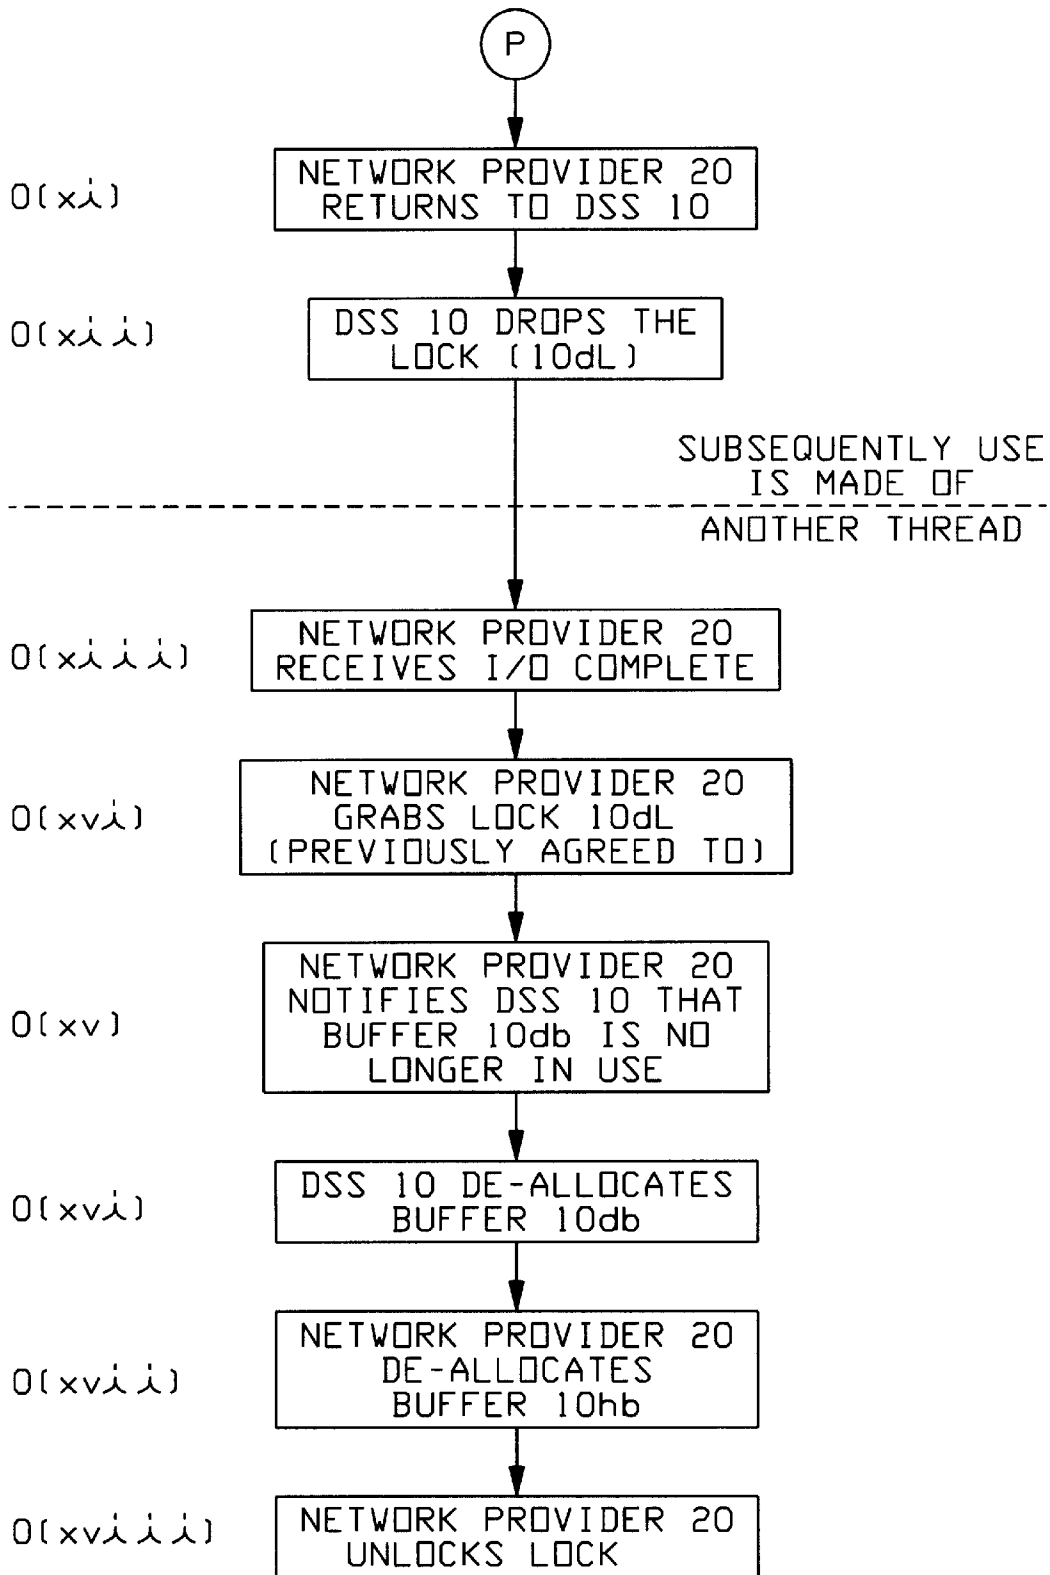 P
O(xi)
NETWORK PROVIDER 20
RETURNS TO DSS 10
O(xii)
DSS 10 DROPS THE
LOCK (10dL)
SUBSEQUENTLY USE
IS MADE OF
ANOTHER THREAD
O(xiii)
NETWORK PROVIDER 20
RECEIVES I/O COMPLETE
O(xvi)
NETWORK PROVIDER 20
GRABS LOCK 10dL
(PREVIOUSLY AGREED TO)
O(xv)
NETWORK PROVIDER 20
NOTIFIES DSS 10 THAT
BUFFER 10db IS NO
LONGER IN USE
O(xvi)
DSS 10 DE-ALLOCATES
BUFFER 10db
O(xvii)
NETWORK PROVIDER 20
DE-ALLOCATES
BUFFER 10hb
O(xviii)
NETWORK PROVIDER 20
UNLOCKS LOCK